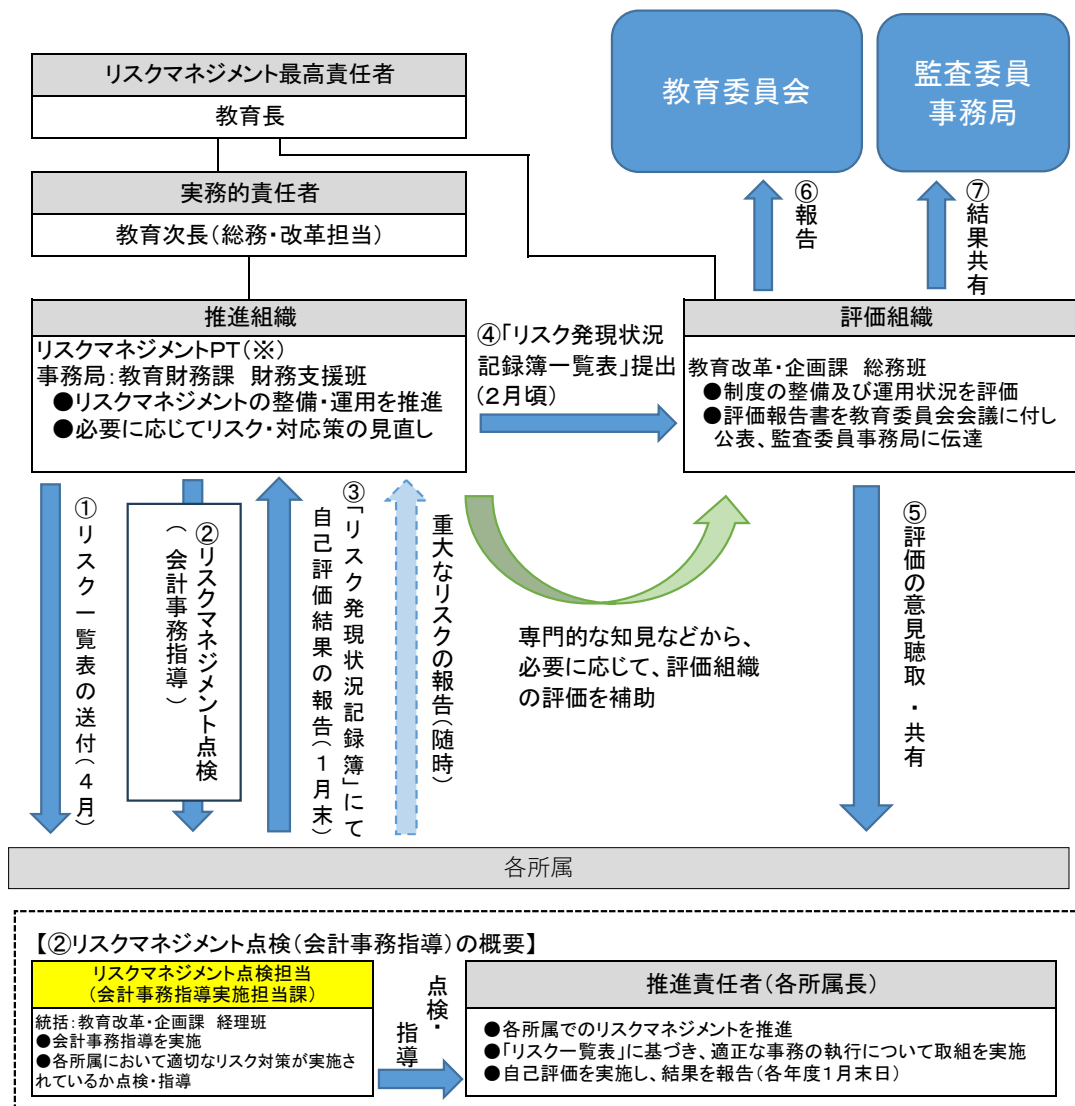 リスクマネジメント最高責任者
教育長
実務的責任者
教育次長(総務・改革担当)
教育委員会
監査委員
事務局
⑥報告
⑦結果共有
推進組織
リスクマネジメントPT(※)
事務局:教育財務課 財務支援班
●リスクマネジメントの整備・運用を推進
●必要に応じてリスク・対応策の見直し
④「リスク発現状況
記録簿一覧表」提出
(2月頃)
評価組織
教育改革・企画課 総務班
●制度の整備及び運用状況を評価
●評価報告書を教育委員会会議に付し
公表、監査委員事務局に伝達
①リスク一覧表の送付(4月)
②リスクマネジメント点検
(会計事務指導)
③「リスク発現状況記録簿」にて
自己評価結果の報告(1月末)
重大なリスクの報告(随時)
専門的な知見などから、
必要に応じて、評価組織
の評価を補助
⑤評価の意見聴取・共有
各所属
【②リスクマネジメント点検(会計事務指導)の概要】
リスクマネジメント点検担当
(会計事務指導実施担当課)
統括:教育改革・企画課 経理班
●会計事務指導を実施
●各所属において適切なリスク対策が実施さ
れているか点検・指導
点検・
指導
推進責任者(各所属長)
●各所属でのリスクマネジメントを推進
●「リスク一覧表」に基づき、適正な事務の執行について取組を実施
●自己評価を実施し、結果を報告(各年度1月末日)